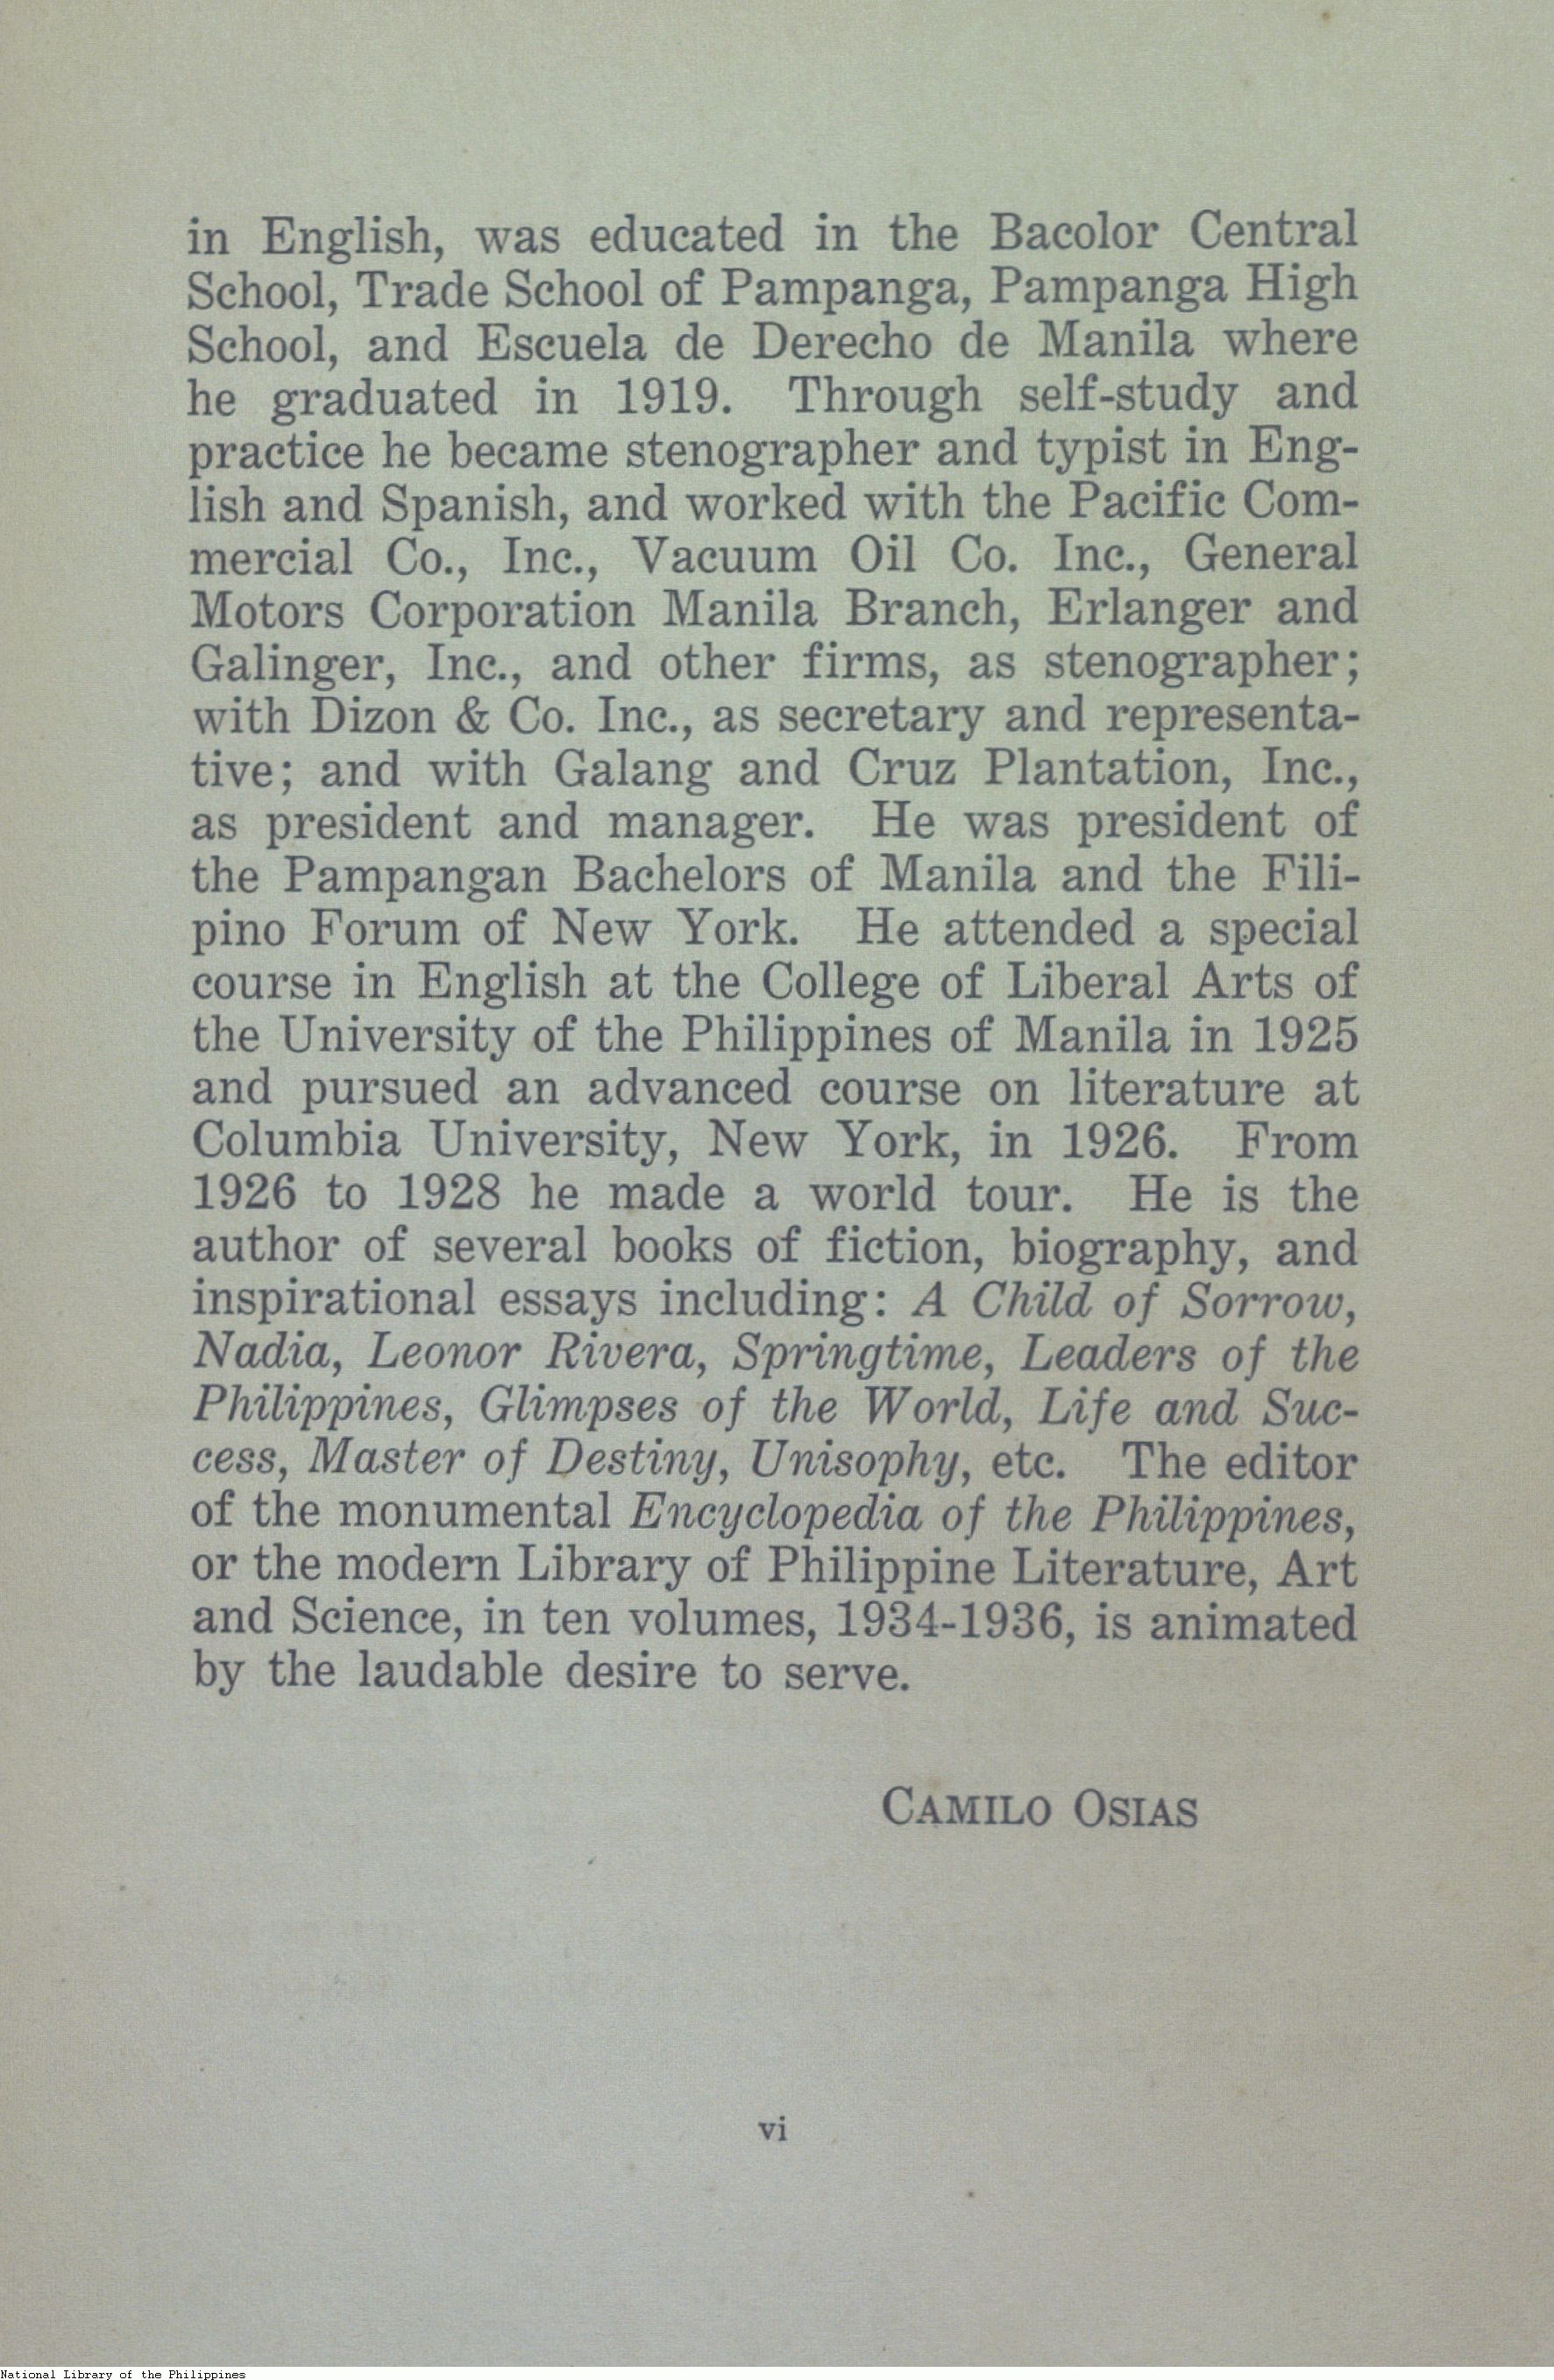 in English, was educated in the Bacolor Central
School, Trade School of Pampanga, Pampanga High
School, and Escuela de Derecho de Manila where
he graduated in 1919. Through self-study and
practice he became stenographer and typist in Eng-
lish and Spanish, and worked with the Pacific Com-
mercial Co., Inc., Vacuum Oil Co. Inc., General
Motors Corporation Manila Branch, Erlanger and
Galinger, Inc., and other firms, as stenographer;
with Dizon & Co. Inc., as secretary and representa-
tive; and with Galang and Cruz Plantation, Inc.,
as president and manager. He was president of
the Pampangan Bachelors of Manila and the Fili-
pino Forum of New York. He attended a special
course in English at the College of Liberal Arts of
the University of the Philippines of Manila in 1925
and pursued an advanced course on literature at
Columbia University, New York, in 1926. From
1926 to 1928 he made a world tour. He is the
author of several books of fiction, biography, and
inspirational essays including: A Child of Sorrow,
Nadia, Leonor Rivera, Springtime, Leaders of the
Philippines, Glimpses of the World, Life and Suc-
cess, Master of Destiny, Unisophy, etc. The editor
of the monumental Encyclopedia of the Philippines,
or the modern Library of Philippine Literature, Art
and Science, in ten volumes, 1934-1936, is animated
by the laudable desire to serve.
CAMILO OSIAS
vi
National Library of the Philippines